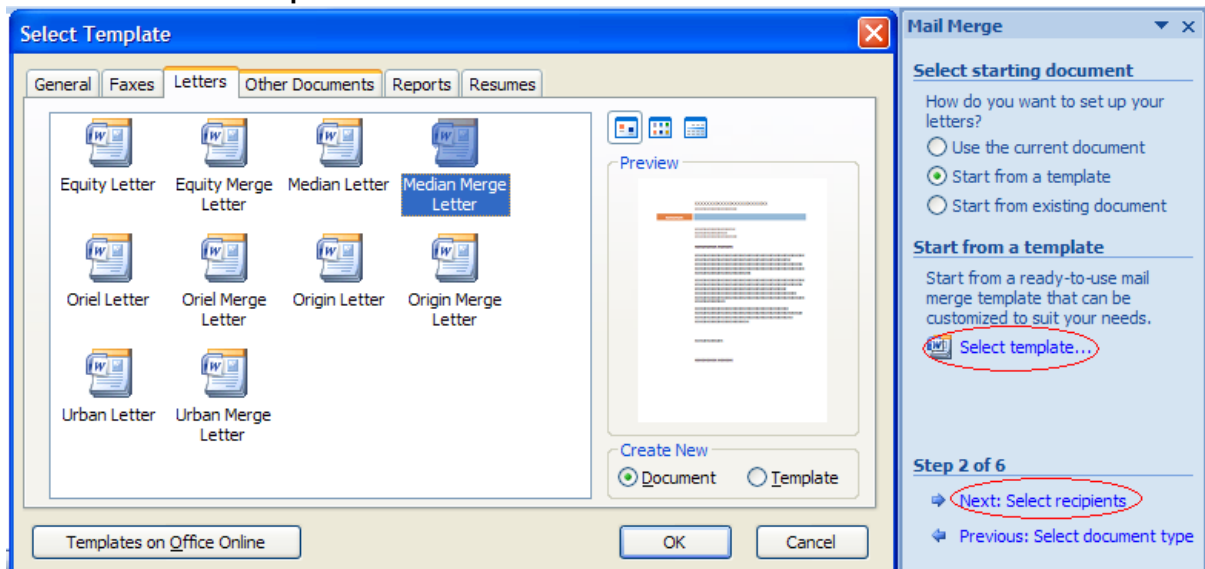 Select Template
General Faxes Letters Other Documents Reports Resumes
Equity Letter
Equity Merge
Letter
Median Letter
Median Merge
Letter
Oriel Letter
Oriel Merge
Letter
Origin Letter
Origin Merge
Letter
Urban Letter
Urban Merge
Letter
Preview
Create New
Document
Template
Templates on Office Online
OK
Cancel
Mail Merge
Select starting document
How do you want to set up your
letters?
Use the current document
Start from a template
Start from existing document
Start from a template
Start from a ready-to-use mail
merge template that can be
customized to suit your needs.
Select template...
Step 2 of 6
Next: Select recipients
Previous: Select document type